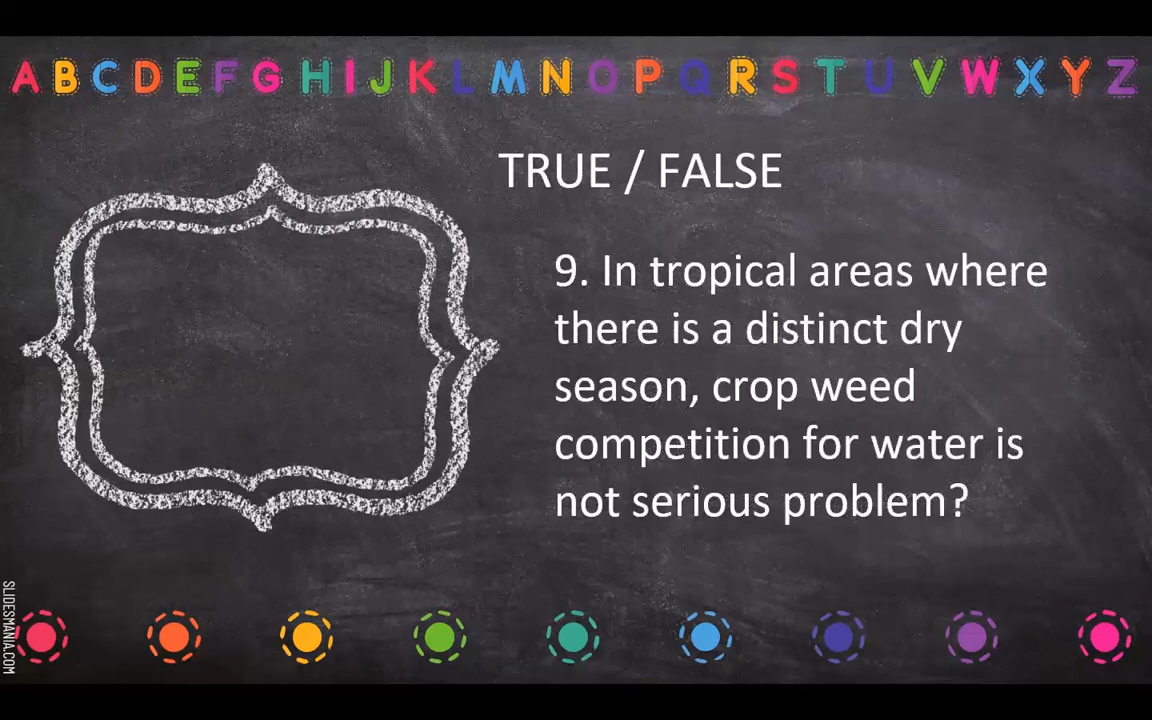 A B C D E F G H I J K L M N O P Q R S T U V W X Y Z
TRUE / FALSE
9. In tropical areas where
there is a distinct dry
season, crop weed
competition for water is
not serious problem?
SLIDESMANIA.COM